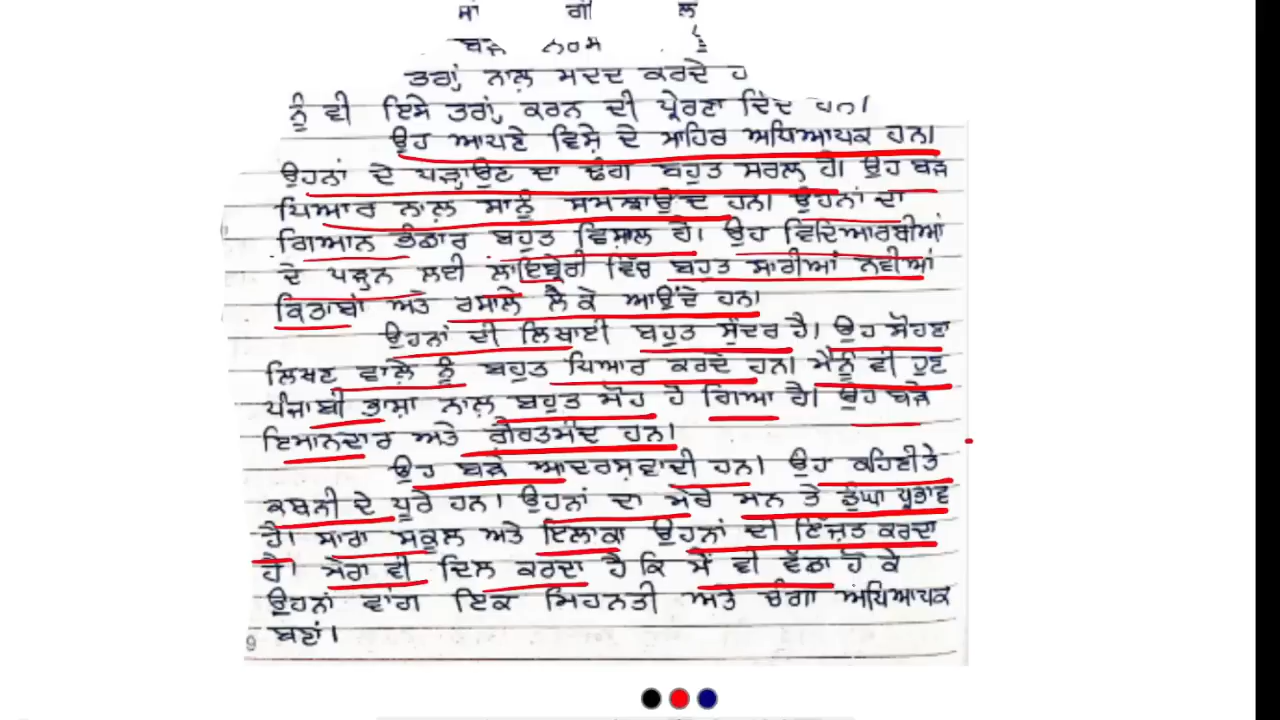 ਤਰ੍ਹਾਂ ਨਾਲ਼ ਮਦਦ ਕਰਦੇ ਹ
ਨੂੰ ਵੀ ਇਸੇ ਤਰ੍ਹਾਂ ਕਰਨ ਦੀ ਪ੍ਰੇਰਣਾ ਦਿੰਦੇ ਹਨ।
ਉਹ ਆਪਣੇ ਵਿਸ਼ੇ ਦੇ ਮਾਹਿਰ ਅਧਿਆਪਕ ਹਨ।
ਉਹਨਾਂ ਦੇ ਪੜ੍ਹਾਉਣ ਦਾ ਢੰਗ ਬਹੁਤ ਸਰਲ ਹੈ। ਉਹ ਬੜੇ
ਪਿਆਰ ਨਾਲ਼ ਸਾਨੂੰ ਸਮਝਾਉਂਦੇ ਹਨ। ਉਹਨਾਂ ਦਾ
ਗਿਆਨ ਭੰਡਾਰ ਬਹੁਤ ਵਿਸ਼ਾਲ ਹੈ। ਉਹ ਵਿਦਿਆਰਥੀਆਂ
ਦੇ ਪੜ੍ਹਨ ਲਈ ਲਾਇਬ੍ਰੇਰੀ ਵਿੱਚ ਬਹੁਤ ਸਾਰੀਆਂ ਨਵੀਆਂ
ਕਿਤਾਬਾਂ ਅਤੇ ਰਸਾਲੇ ਲੈ ਕੇ ਆਉਂਦੇ ਹਨ।
ਉਹਨਾਂ ਦੀ ਲਿਖਾਈ ਬਹੁਤ ਸੁੰਦਰ ਹੈ। ਉਹ ਸੋਹਣਾ
ਲਿਖਣ ਵਾਲ਼ੇ ਨੂੰ ਬਹੁਤ ਪਿਆਰ ਕਰਦੇ ਹਨ। ਮੈਨੂੰ ਵੀ ਹੁਣ
ਪੰਜਾਬੀ ਭਾਸ਼ਾ ਨਾਲ਼ ਬਹੁਤ ਮੋਹ ਹੋ ਗਿਆ ਹੈ। ਉਹ ਬੜੇ
ਇਮਾਨਦਾਰ ਅਤੇ ਗ਼ੈਰਤਮੰਦ ਹਨ।
ਉਹ ਬੜੇ ਆਦਰਸ਼ਵਾਦੀ ਹਨ। ਉਹ ਕਹਿਣੀ ਤੇ
ਕਥਨੀ ਦੇ ਪੂਰੇ ਹਨ। ਉਹਨਾਂ ਦਾ ਮੇਰੇ ਮਨ ਤੇ ਡੂੰਘਾ ਪ੍ਰਭਾਵ
ਹੈ। ਸਾਰਾ ਸਕੂਲ ਅਤੇ ਇਲਾਕਾ ਉਹਨਾਂ ਦੀ ਇੱਜ਼ਤ ਕਰਦਾ
ਹੈ। ਮੇਰਾ ਵੀ ਦਿਲ ਕਰਦਾ ਹੈ ਕਿ ਮੈਂ ਵੀ ਵੱਡਾ ਹੋ ਕੇ
ਉਹਨਾਂ ਵਾਂਗ ਇਕ ਮਿਹਨਤੀ ਅਤੇ ਚੰਗਾ ਅਧਿਆਪਕ
ਬਣਾਂ।